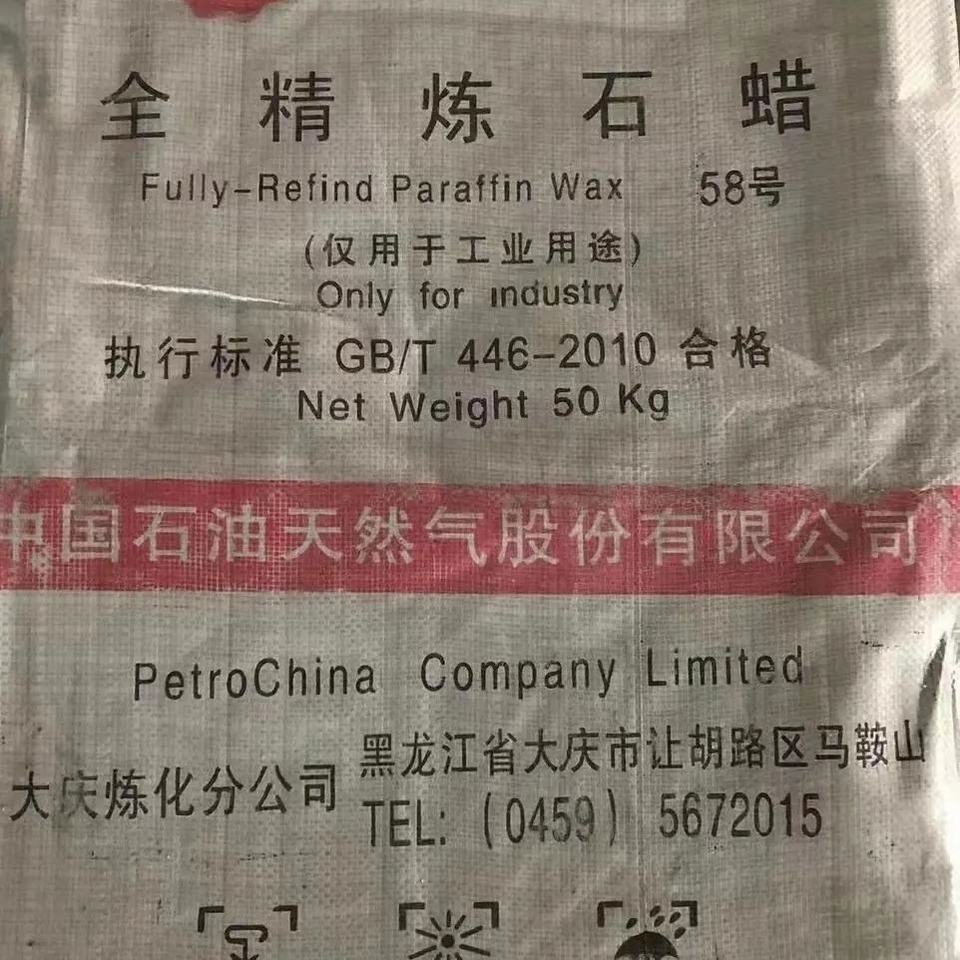 全精炼石蜡
Fully-Refind Paraffin Wax 58号
(仅用于工业用途)
Only for industry
执行标准 GB/T 446-2010 合格
Net Weight 50 Kg
中国石油天然气股份有限公司
PetroChina Company Limited
大庆炼化分公司
黑龙江省大庆市让胡路区马鞍山
TEL: (0459) 5672015